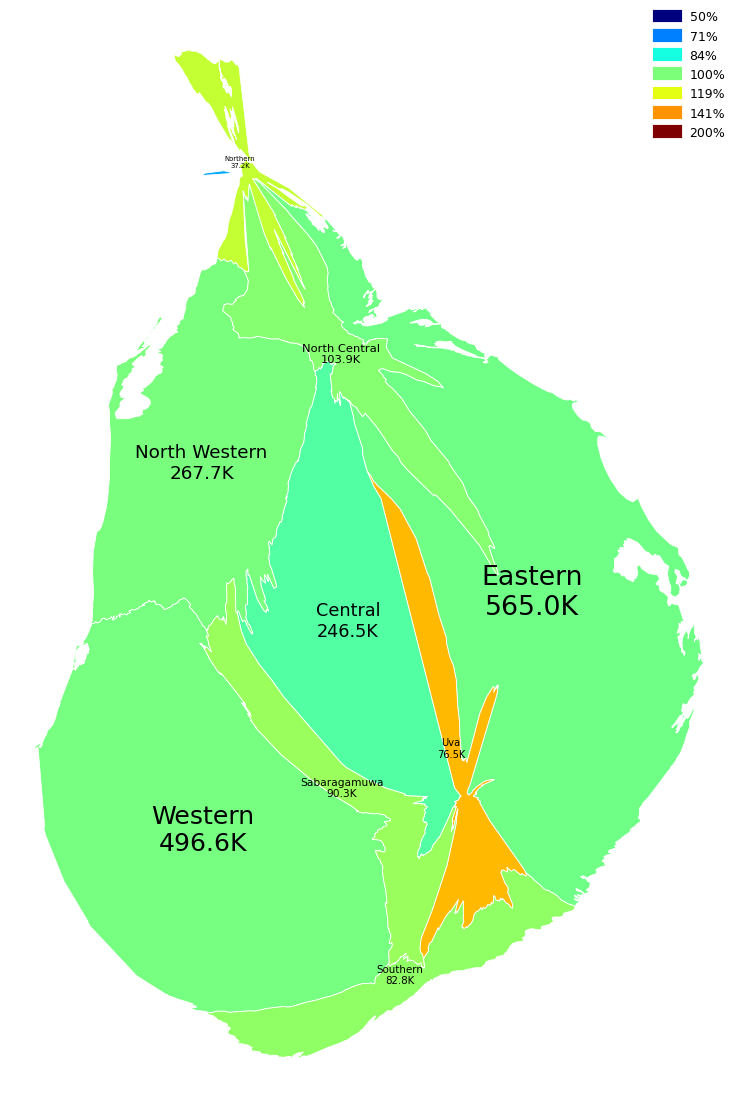 50%
71%
84%
100%
119%
141%
200%
Northern
37.2K
North Central
103.9K
North Western
267.7K
Eastern
565.0K
Central
246.5K
Uva
76.5K
Sabaragamuwa
90.3K
Western
496.6K
Southern
82.8K